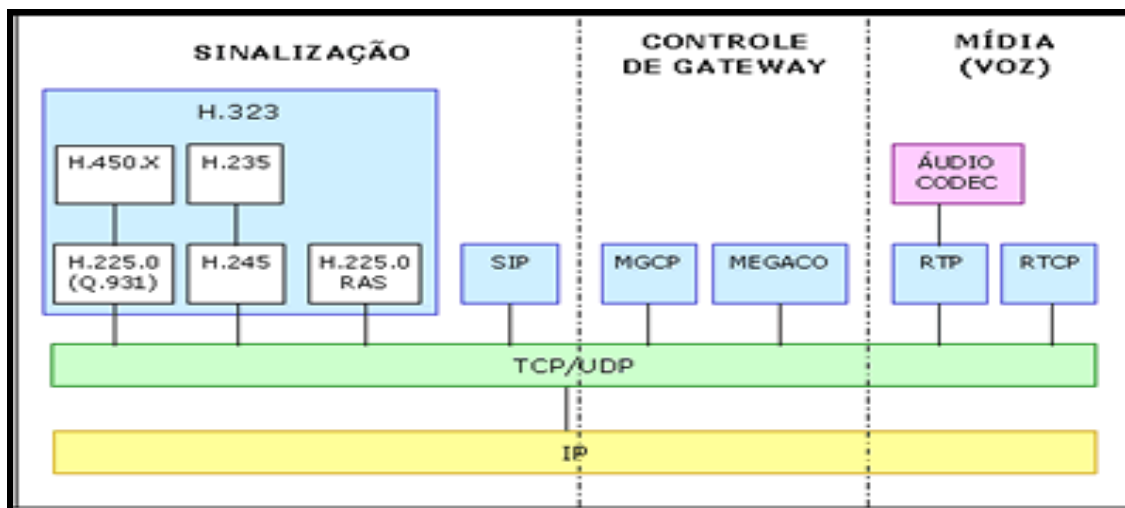 SINALIZAÇÃO
CONTROLE
DE GATEWAY
MÍDIA
(VOZ)
H.323
H.450.X
H.235
ÁUDIO
CODEC
H.225.0
(Q.931)
H.245
H.225.0
RAS
SIP
MGCP
MEGACO
RTP
RTCP
TCP/UDP
IP